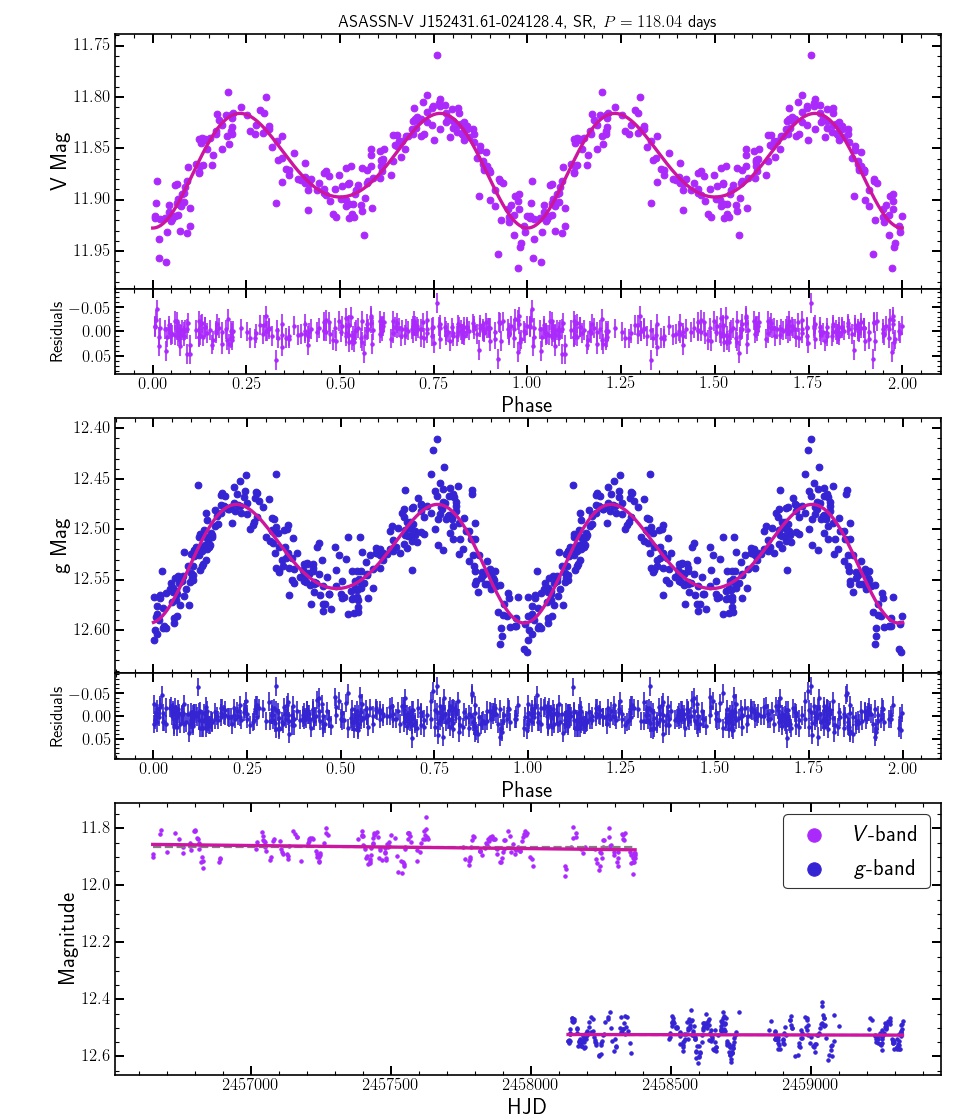 ASASSN-V J152431.61-024128.4, SR, P = 118.04 days
11.75
11.80
11.85
11.90
11.95
V Mag
−0.05
0.00
0.05
Residuals
0.00 0.25 0.50 0.75 1.00 1.25 1.50 1.75 2.00
Phase
12.40
12.45
12.50
12.55
12.60
g Mag
−0.05
0.00
0.05
Residuals
0.00 0.25 0.50 0.75 1.00 1.25 1.50 1.75 2.00
Phase
11.8
12.0
12.2
12.4
12.6
Magnitude
V-band
g-band
2457000 2457500 2458000 2458500 2459000
HJD